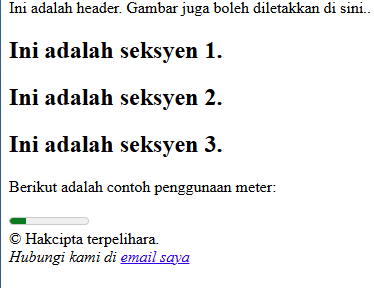 Ini adalah header. Gambar juga boleh diletakkan di sini..
Ini adalah seksyen 1.
Ini adalah seksyen 2.
Ini adalah seksyen 3.
Berikut adalah contoh penggunaan meter:
© Hakcipta terpelihara.
Hubungi kami di email saya